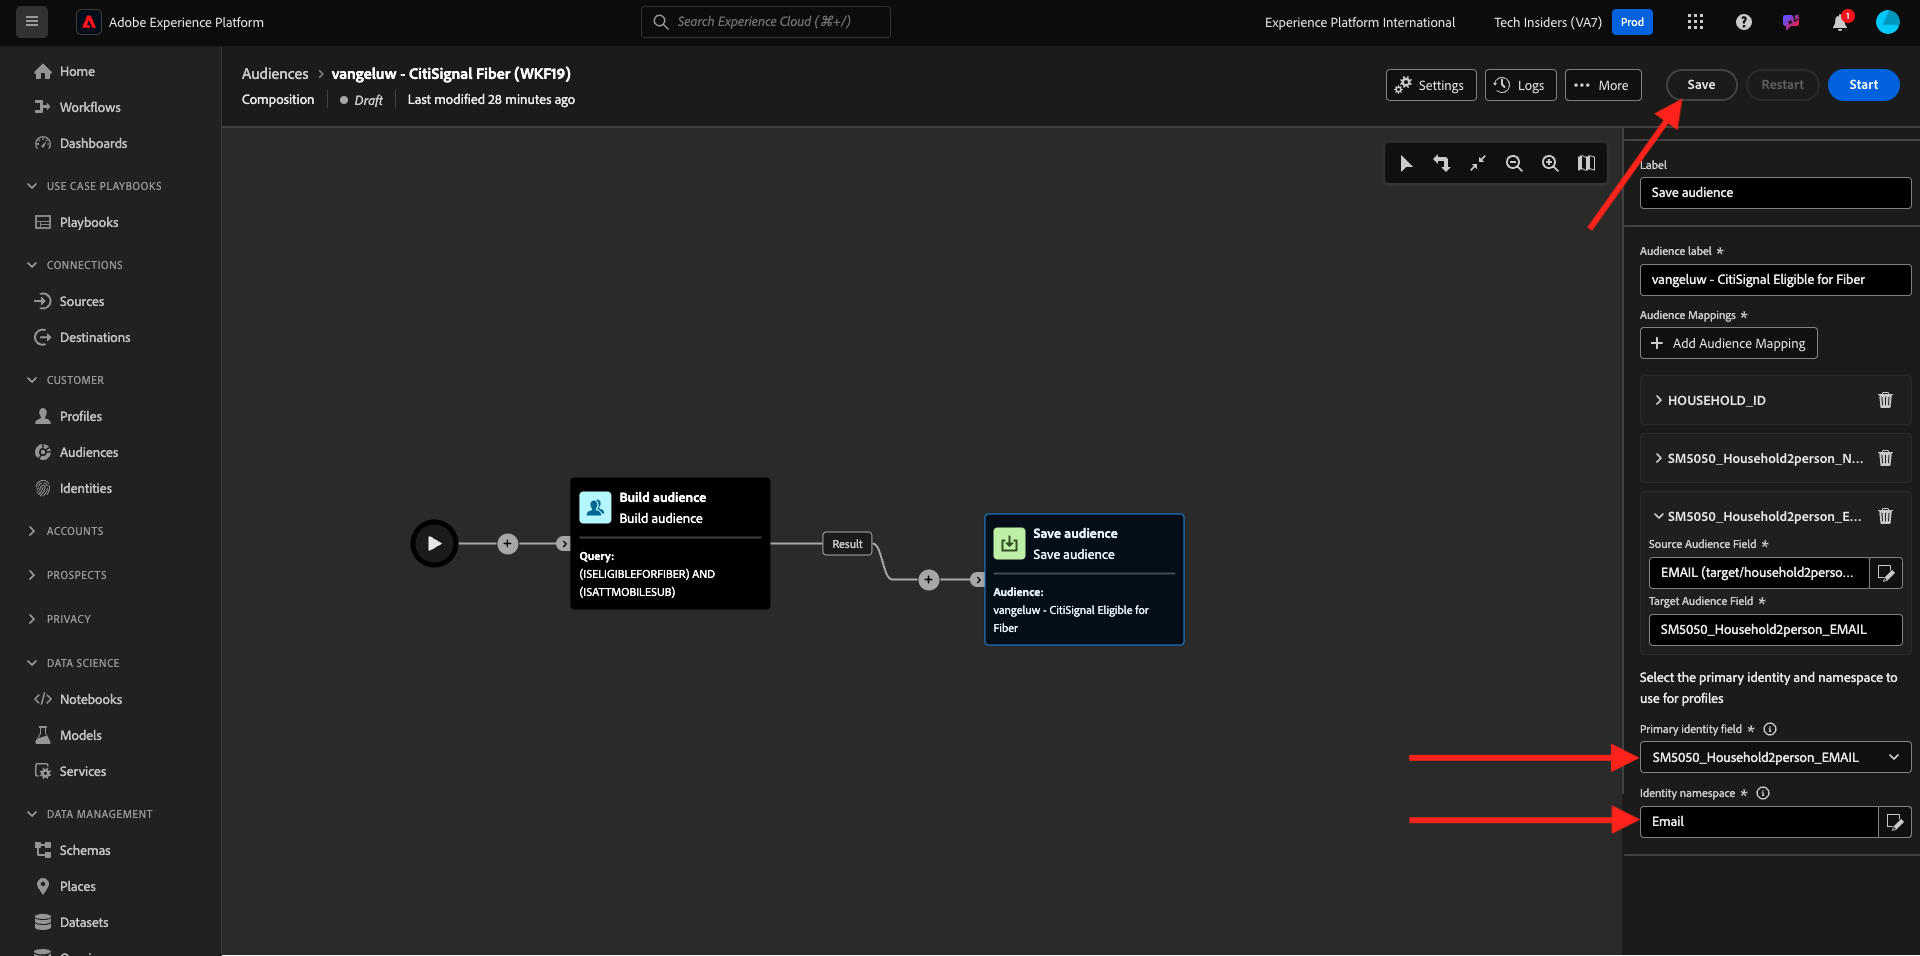 Adobe Experience Platform
Search Experience Cloud (⌘+/)
Experience Platform International
Tech Insiders (VA7)
Prod
1
Home
Workflows
Dashboards
USE CASE PLAYBOOKS
Playbooks
CONNECTIONS
Sources
Destinations
CUSTOMER
Profiles
Audiences
Identities
ACCOUNTS
PROSPECTS
PRIVACY
DATA SCIENCE
Notebooks
Models
Services
DATA MANAGEMENT
Schemas
Places
Datasets
Audiences > vangeluw - CitiSignal Fiber (WKF19)
Composition
Draft
Last modified 28 minutes ago
Settings
Logs
More
Save
Restart
Start
Build audience
Build audience
Query:
(ISELIGIBLEFORFIBER) AND
(ISATTMOBILESUB)
Result
Save audience
Save audience
Audience:
vangeluw - CitiSignal Eligible for
Fiber
Label
Save audience
Audience label *
vangeluw - CitiSignal Eligible for Fiber
Audience Mappings *
+ Add Audience Mapping
HOUSEHOLD_ID
SM5050_Household2person_N...
SM5050_Household2person_E...
Source Audience Field *
EMAIL (target/household2perso...
Target Audience Field *
SM5050_Household2person_EMAIL
Select the primary identity and namespace to
use for profiles
Primary identity field *
SM5050_Household2person_EMAIL
Identity namespace *
Email